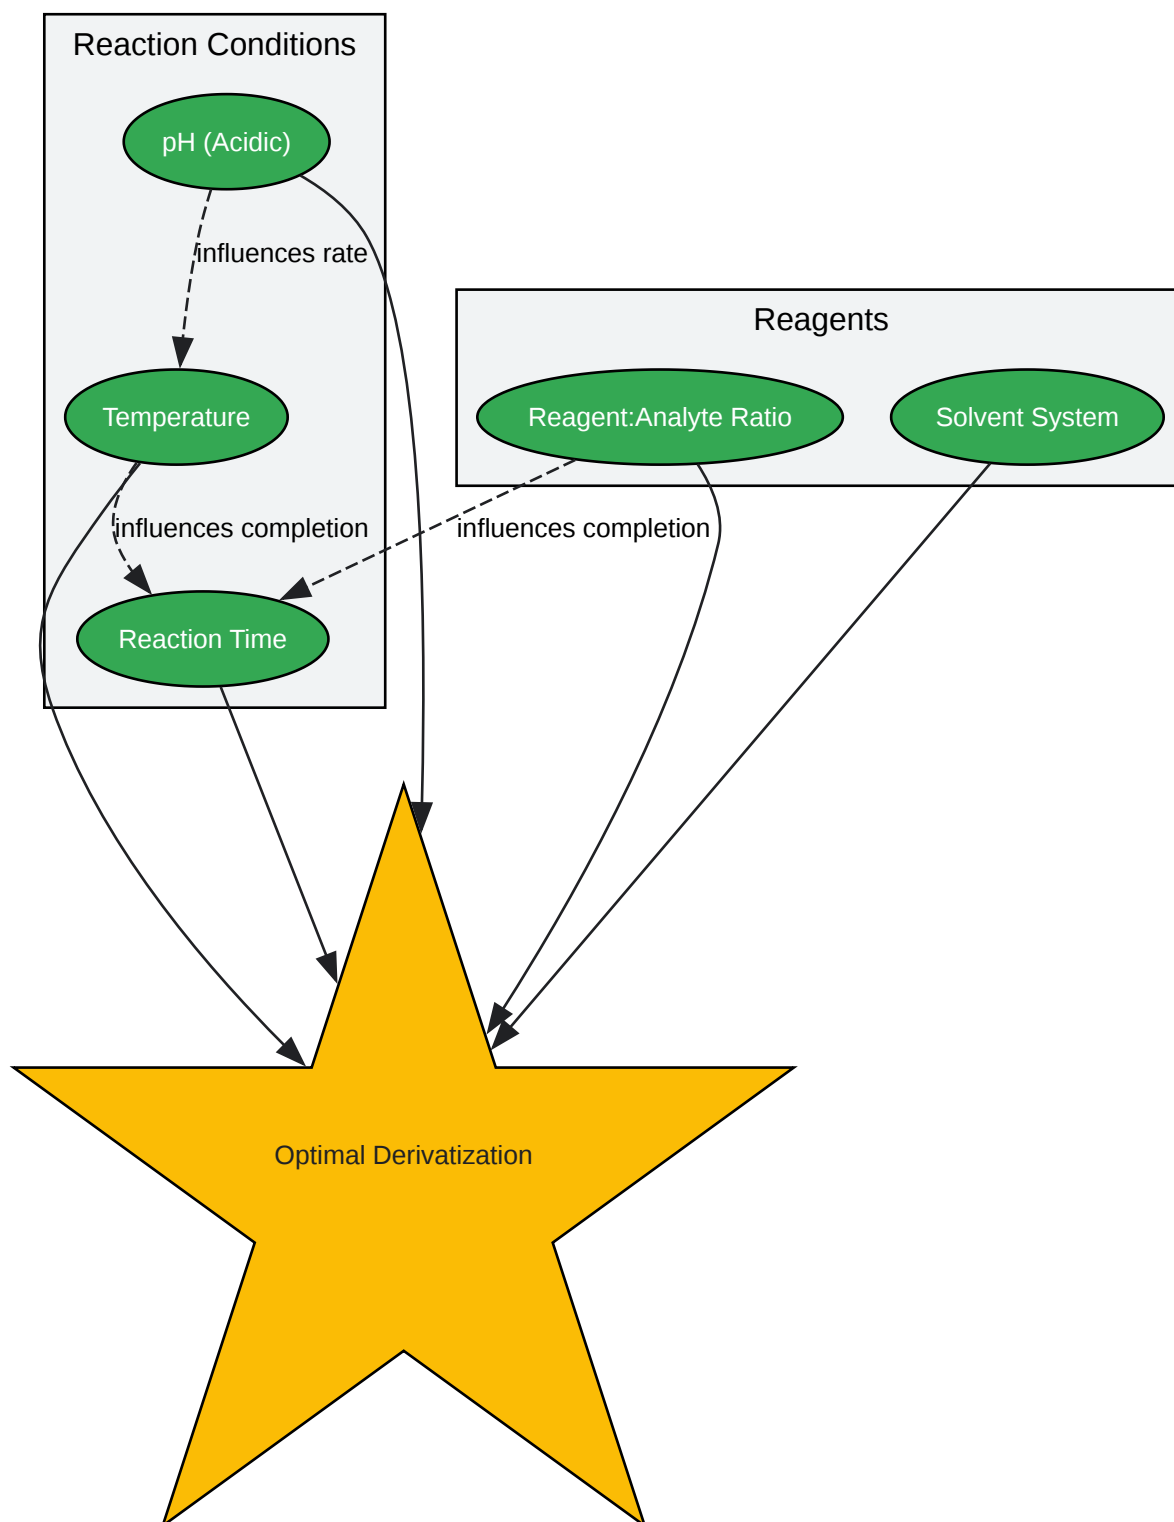 Reaction Conditions
pH (Acidic)
influences rate
Reagents
Temperature
Reagent:Analyte Ratio
Solvent System
influences completion
influences completion
Reaction Time
Optimal Derivatization